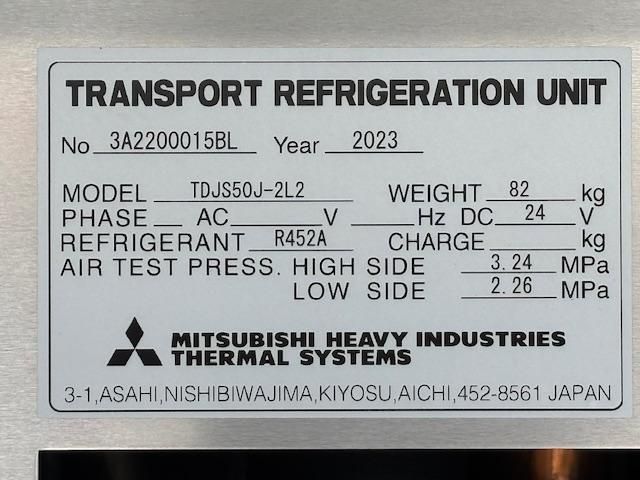 TRANSPORT REFRIGERATION UNIT
No 3A2200015BL Year 2023
MODEL TDJS50J-2L2 WEIGHT 82 kg
PHASE AC V Hz DC 24 V
REFRIGERANT R452A CHARGE kg
AIR TEST PRESS. HIGH SIDE 3.24 MPa
LOW SIDE 2.26 MPa
MITSUBISHI HEAVY INDUSTRIES
THERMAL SYSTEMS
3-1,ASAHI,NISHIBIWAJIMA,KIYOSU,AICHI,452-8561 JAPAN